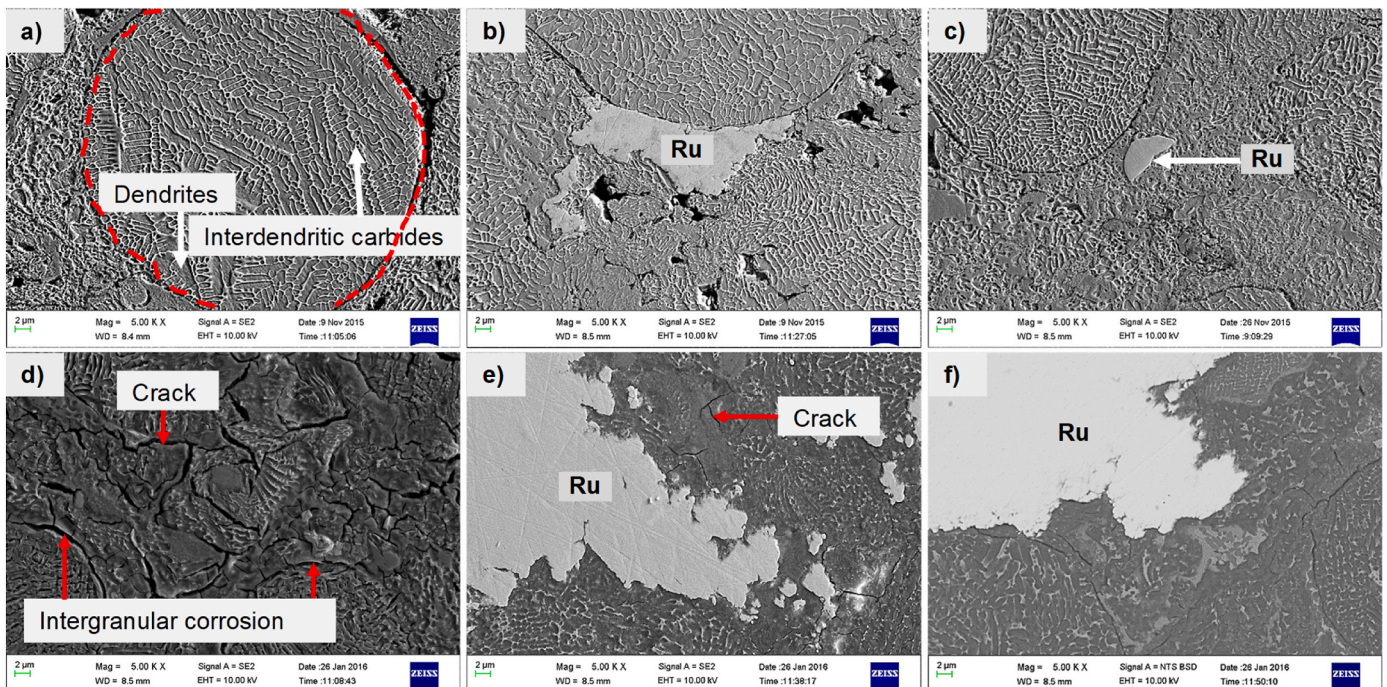 a)
Dendrites
Interdendritic carbides
2 µm
Mag = 5.00 K X
Signal A = SE2
Date :9 Nov 2015
WD = 8.4 mm
EHT = 10.00 kV
Time :11:05:06
ZEISS
b)
Ru
2 µm
Mag = 5.00 K X
Signal A = SE2
Date :9 Nov 2015
WD = 8.5 mm
EHT = 10.00 kV
Time :11:27:05
ZEISS
c)
Ru
2 µm
Mag = 5.00 K X
Signal A = SE2
Date :26 Nov 2015
WD = 8.5 mm
EHT = 10.00 kV
Time :9:09:29
ZEISS
d)
Crack
Intergranular corrosion
2 µm
Mag = 5.00 K X
Signal A = SE2
Date :26 Jan 2016
WD = 8.5 mm
EHT = 10.00 kV
Time :11:08:43
ZEISS
e)
Crack
Ru
2 µm
Mag = 5.00 K X
Signal A = SE2
Date :26 Jan 2016
WD = 8.5 mm
EHT = 10.00 kV
Time :11:38:17
ZEISS
f)
Ru
2 µm
Mag = 5.00 K X
Signal A = NTS BSD
Date :26 Jan 2016
WD = 8.5 mm
EHT = 10.00 kV
Time :11:50:10
ZEISS